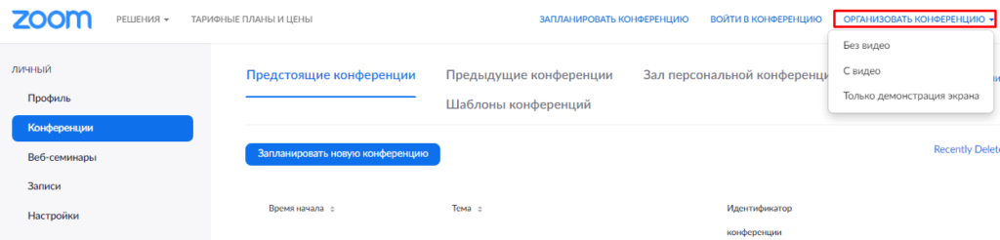 zoom
РЕШЕНИЯ
ТАРИФНЫЕ ПЛАНЫ И ЦЕНЫ
ЗАПЛАНИРОВАТЬ КОНФЕРЕНЦИЮ
ВОЙТИ В КОНФЕРЕНЦИЮ
ОРГАНИЗОВАТЬ КОНФЕРЕНЦИЮ
Без видео
С видео
Только демонстрация экрана
ЛИЧНЫЙ
Профиль
Конференции
Веб-семинары
Записи
Настройки
Предстоящие конференции
Предыдущие конференции
Зал персональной конференци
Шаблоны конференций
Запланировать новую конференцию
Recently Delete
Время начала
Тема
Идентификатор
конференции